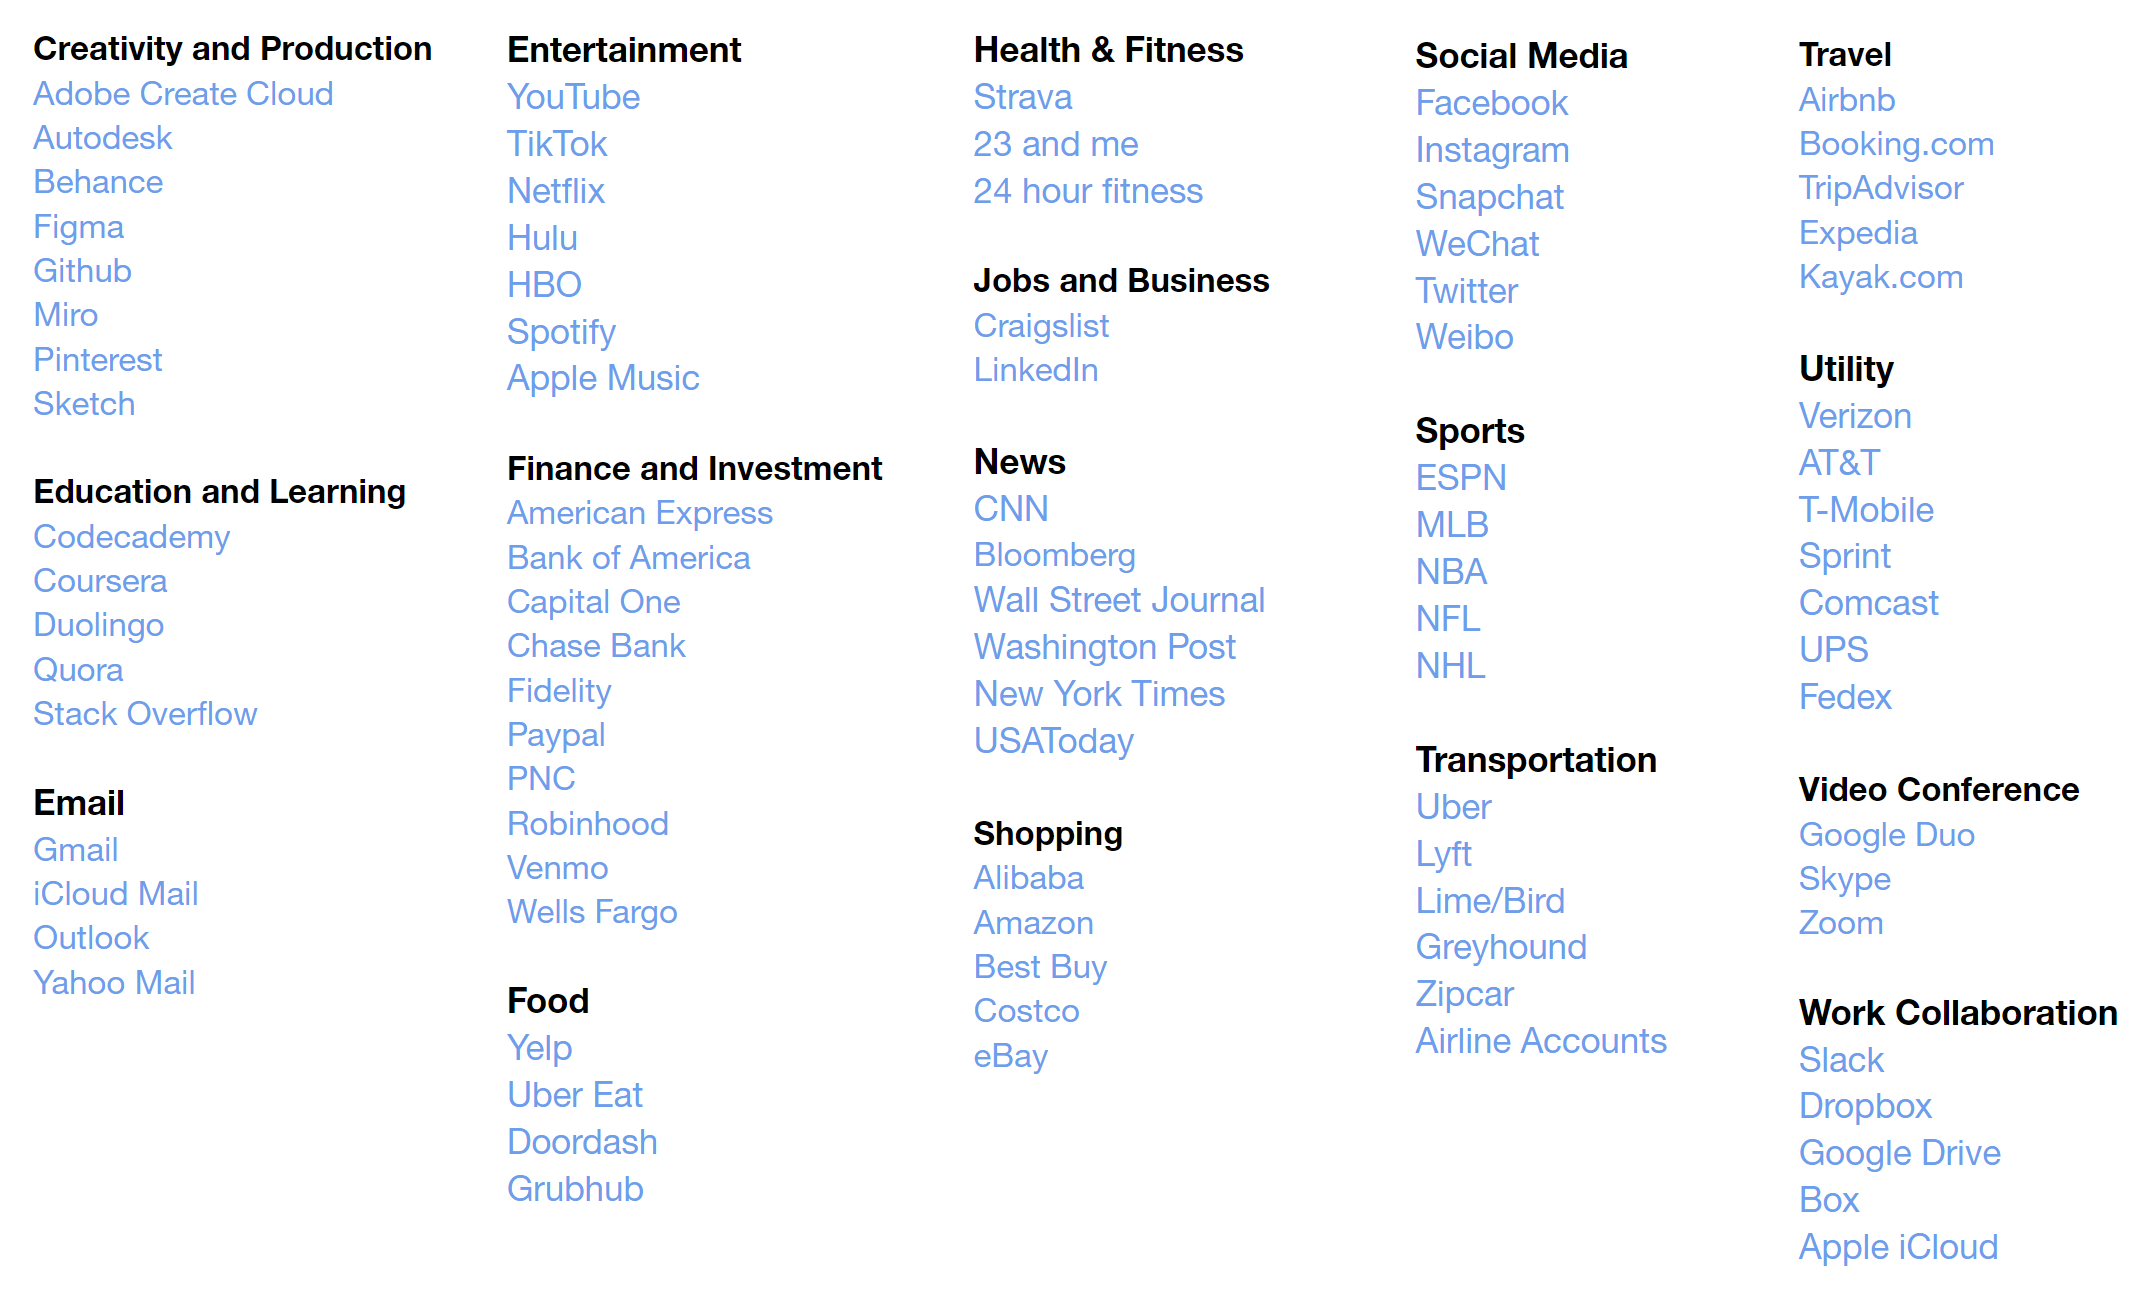 Creativity and Production
Adobe Create Cloud
Autodesk
Behance
Figma
Github
Miro
Pinterest
Sketch
Education and Learning
Codecademy
Coursera
Duolingo
Quora
Stack Overflow
Email
Gmail
iCloud Mail
Outlook
Yahoo Mail
Entertainment
YouTube
TikTok
Netflix
Hulu
HBO
Spotify
Apple Music
Finance and Investment
American Express
Bank of America
Capital One
Chase Bank
Fidelity
Paypal
PNC
Robinhood
Venmo
Wells Fargo
Food
Yelp
Uber Eat
Doordash
Grubhub
Health & Fitness
Strava
23 and me
24 hour fitness
Jobs and Business
Craigslist
LinkedIn
News
CNN
Bloomberg
Wall Street Journal
Washington Post
New York Times
USAToday
Shopping
Alibaba
Amazon
Best Buy
Costco
eBay
Social Media
Facebook
Instagram
Snapchat
WeChat
Twitter
Weibo
Sports
ESPN
MLB
NBA
NFL
NHL
Transportation
Uber
Lyft
Lime/Bird
Greyhound
Zipcar
Airline Accounts
Travel
Airbnb
Booking.com
TripAdvisor
Expedia
Kayak.com
Utility
Verizon
AT&T
T-Mobile
Sprint
Comcast
UPS
Fedex
Video Conference
Google Duo
Skype
Zoom
Work Collaboration
Slack
Dropbox
Google Drive
Box
Apple iCloud